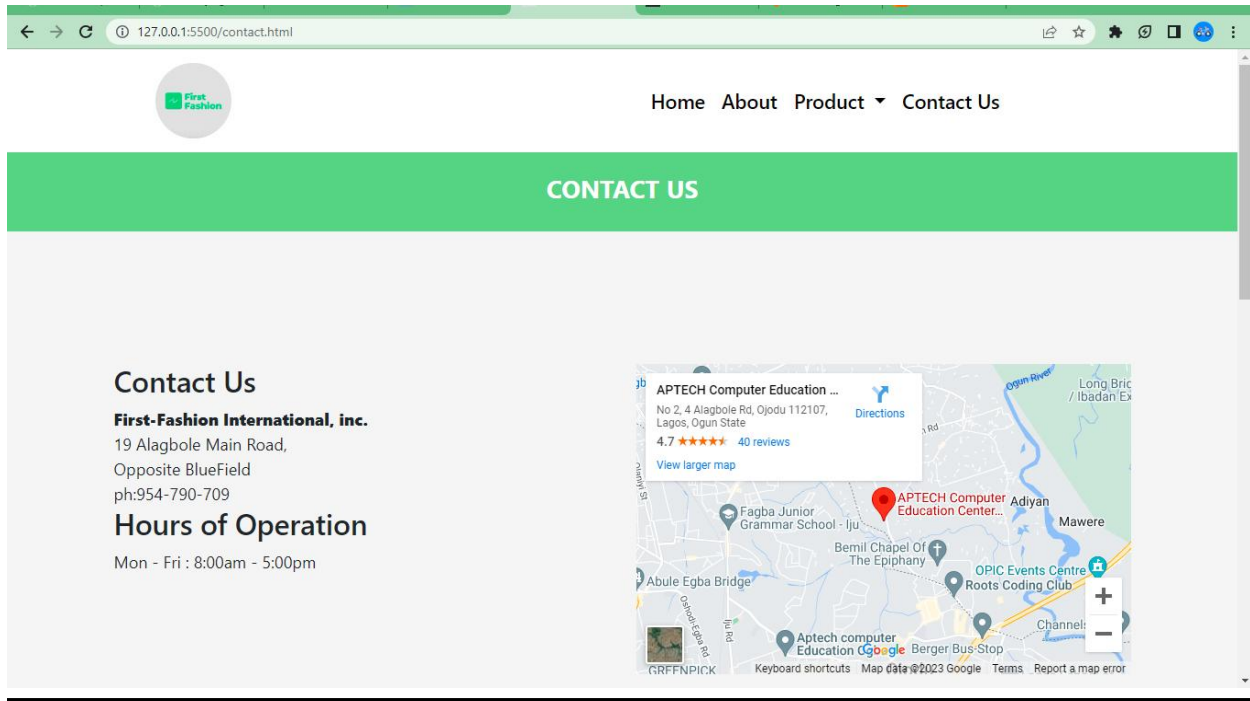 127.0.0.1:5500/contact.html
First
Fashion
Home About Product Contact Us
CONTACT US
Contact Us
First-Fashion International, inc.
19 Alagbole Main Road,
Opposite BlueField
ph:954-790-709
Hours of Operation
Mon - Fri : 8:00am - 5:00pm
APTECH Computer Education ...
No 2, 4 Alagbole Rd, Ojodu 112107,
Lagos, Ogun State
4.7 40 reviews
View larger map
Directions
Ogun River
Long Bri
/ Ibadan Ex
Rd
APTECH Computer
Education Center...
Adiyan
Mawere
Fagba Junior
Grammar School - Iju
Bemil Chapel Of
The Epiphany
OPIC Events Centre
Roots Coding Club
Abule Egba Bridge
Oshodi-Egba Rd
Iju Rd
Aptech computer
Education C
Google
Berger Bus-Stop
Channel
GREENPICK
Keyboard shortcuts Map data ©2023 Google Terms Report a map error